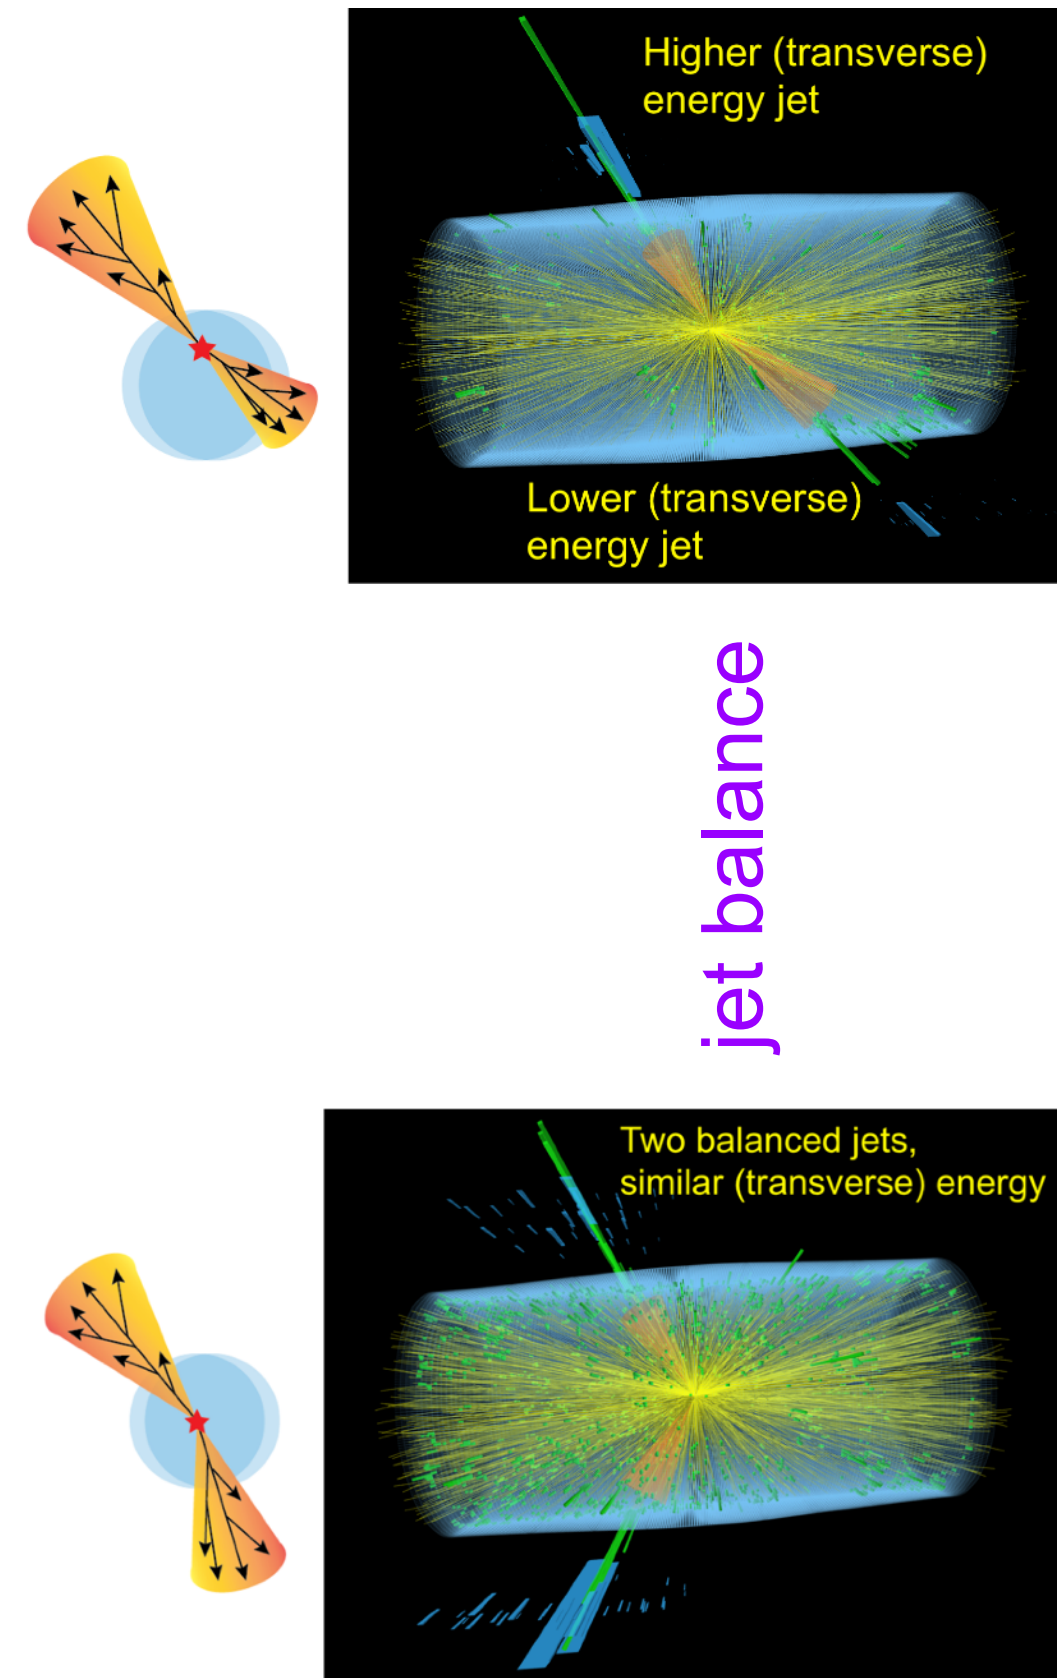 Higher (transverse)
energy jet
Lower (transverse)
energy jet
jet balance
Two balanced jets,
similar (transverse) energy